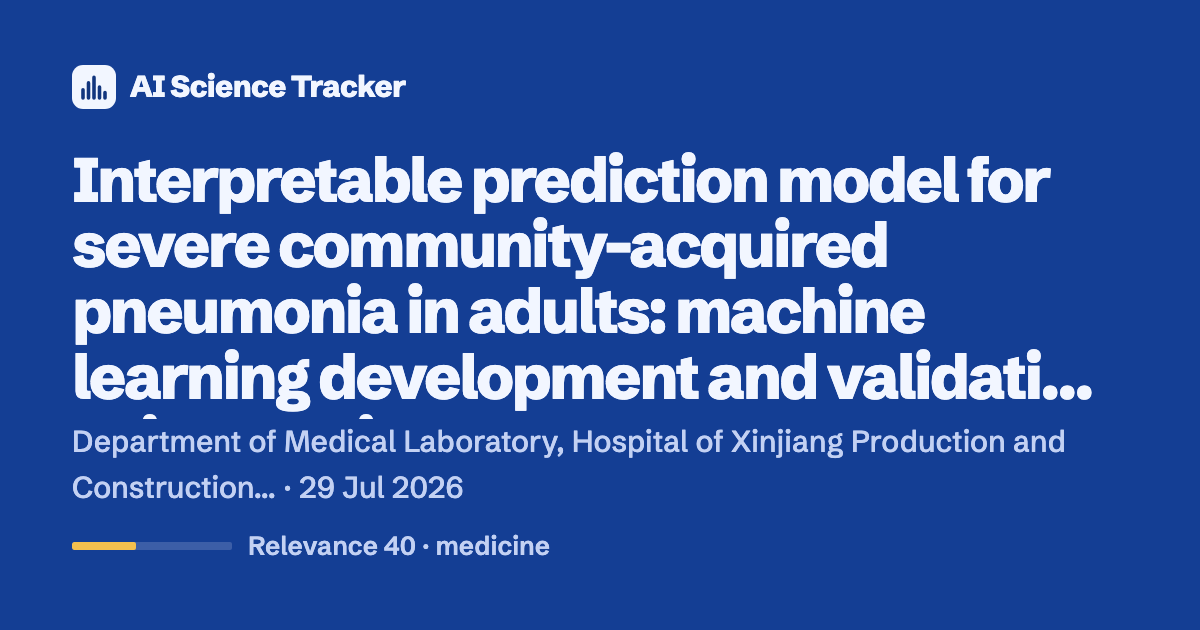 AI Science Tracker
Interpretable prediction model for
severe community-acquired
pneumonia in adults: machine
learning development and validati...
Department of Medical Laboratory, Hospital of Xinjiang Production and
Construction... · 29 Jul 2026
Relevance 40 · medicine